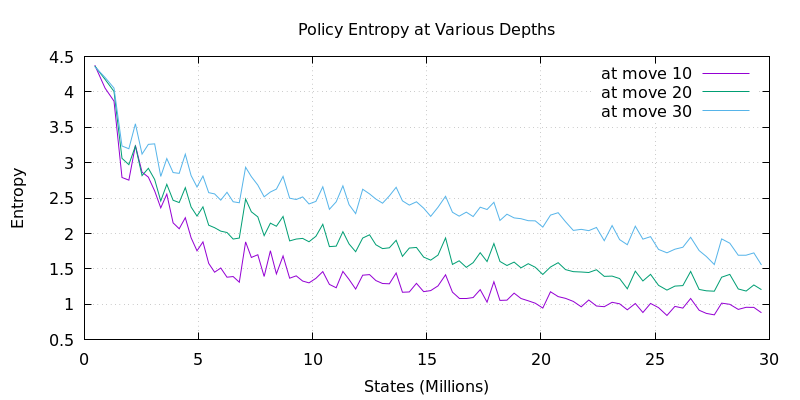 Policy Entropy at Various Depths
4.5
4
3.5
3
2.5
2
1.5
1
0.5
Entropy
at move 10
at move 20
at move 30
0 5 10 15 20 25 30
States (Millions)